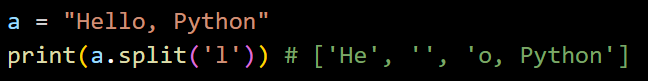 a = "Hello, Python"
print(a.split('l')) # ['He', '', 'o, Python']